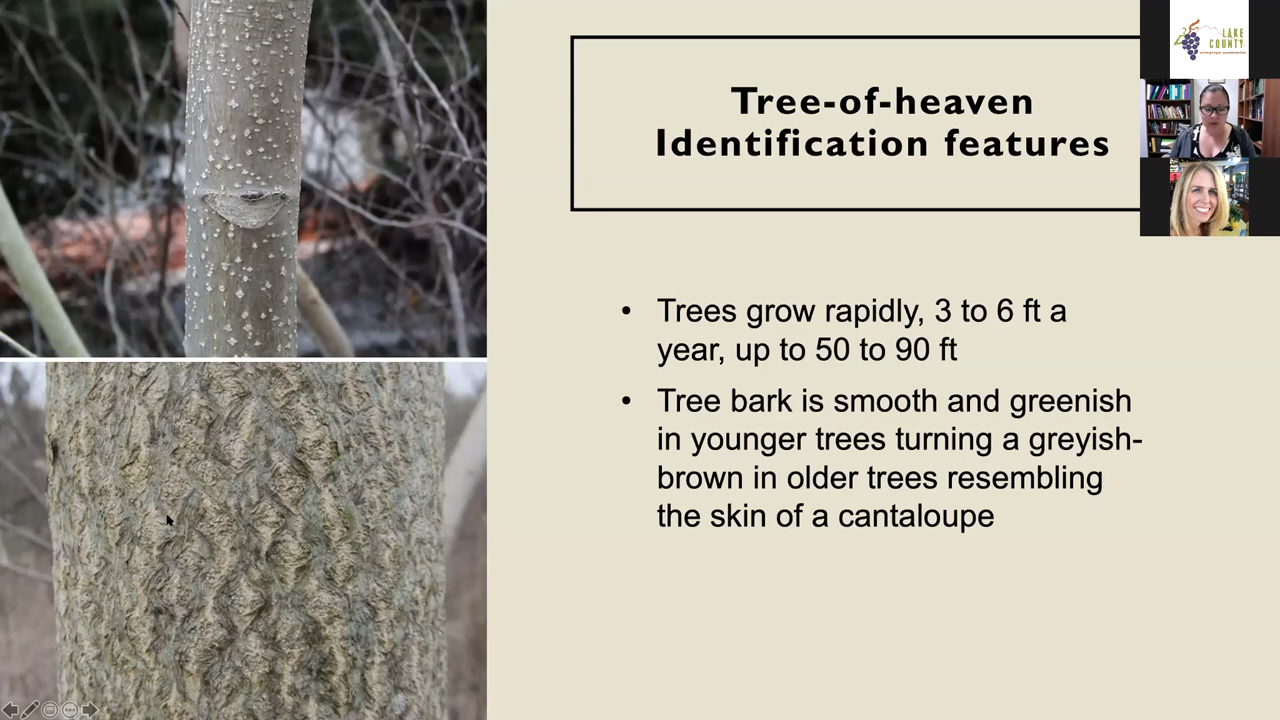 Tree-of-heaven
Identification features
• Trees grow rapidly, 3 to 6 ft a
year, up to 50 to 90 ft
• Tree bark is smooth and greenish
in younger trees turning a greyish-
brown in older trees resembling
the skin of a cantaloupe
LAKE
COUNTY